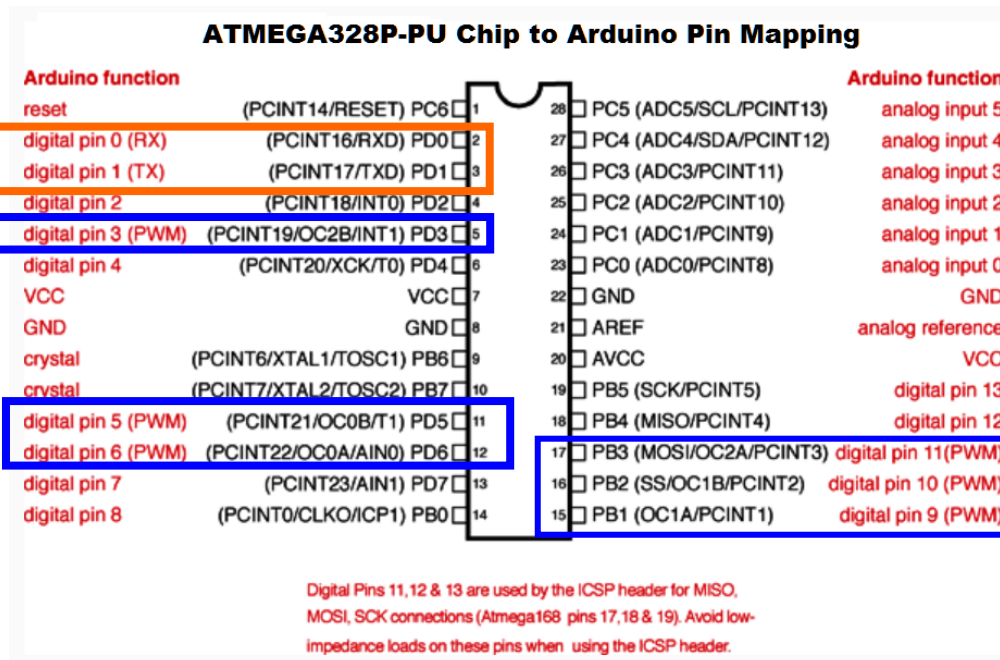 ATMEGA328P-PU Chip to Arduino Pin Mapping
Arduino function Arduino function
reset (PCINT14/RESET) PC6 1 28 PC5 (ADC5/SCL/PCINT13) analog input 5
digital pin 0 (RX) (PCINT16/RXD) PD0 2 27 PC4 (ADC4/SDA/PCINT12) analog input 4
digital pin 1 (TX) (PCINT17/TXD) PD1 3 26 PC3 (ADC3/PCINT11) analog input 3
digital pin 2 (PCINT18/INT0) PD2 4 25 PC2 (ADC2/PCINT10) analog input 2
digital pin 3 (PWM) (PCINT19/OC2B/INT1) PD3 5 24 PC1 (ADC1/PCINT9) analog input 1
digital pin 4 (PCINT20/XCK/T0) PD4 6 23 PC0 (ADC0/PCINT8) analog input 0
VCC VCC 7 22 GND GND
GND GND 8 21 AREF analog reference
crystal (PCINT6/XTAL1/TOSC1) PB6 9 20 AVCC VCC
crystal (PCINT7/XTAL2/TOSC2) PB7 10 19 PB5 (SCK/PCINT5) digital pin 13
digital pin 5 (PWM) (PCINT21/OC0B/T1) PD5 11 18 PB4 (MISO/PCINT4) digital pin 12
digital pin 6 (PWM) (PCINT22/OC0A/AIN0) PD6 12 17 PB3 (MOSI/OC2A/PCINT3) digital pin 11(PWM)
digital pin 7 (PCINT23/AIN1) PD7 13 16 PB2 (SS/OC1B/PCINT2) digital pin 10 (PWM)
digital pin 8 (PCINT0/CLKO/ICP1) PB0 14 15 PB1 (OC1A/PCINT1) digital pin 9 (PWM)
Digital Pins 11,12 & 13 are used by the ICSP header for MISO,
MOSI, SCK connections (Atmega168 pins 17,18 & 19). Avoid low-
impedance loads on these pins when using the ICSP header.